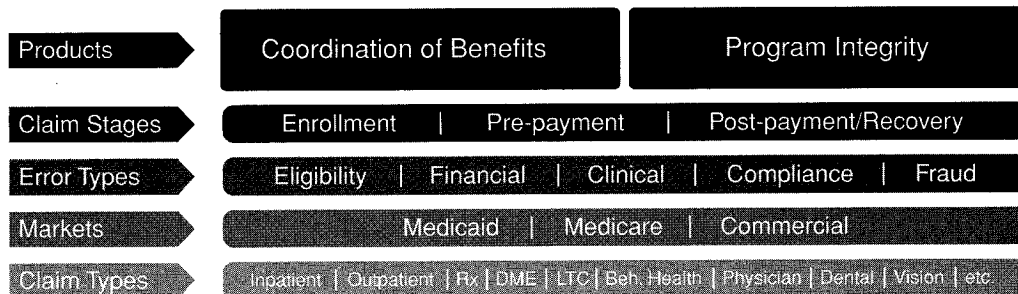 Products Coordination of Benefits Program Integrity
Claim Stages Enrollment | Pre-payment | Post-payment/Recovery
Error Types Eligibility | Financial | Clinical | Compliance | Fraud
Markets Medicaid | Medicare | Commercial
Claim Types Inpatient | Outpatient | Rx | DME | LTC | Beh. Health | Physician | Dental | Vision | etc.